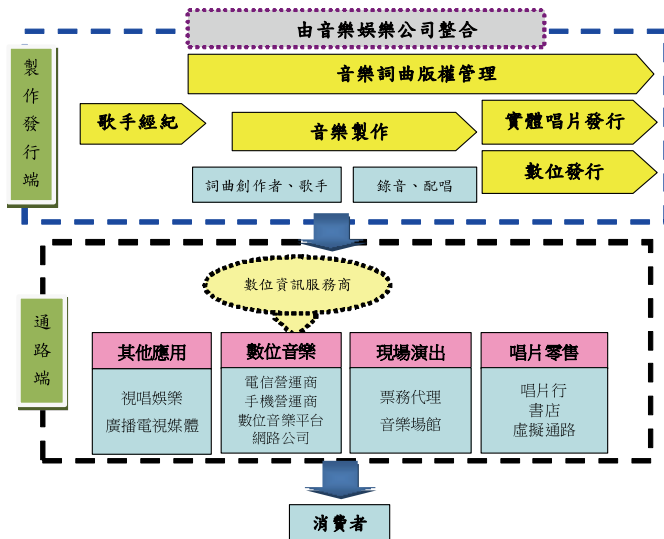 由音樂娛樂公司整合
製作發行端
音樂詞曲版權管理
歌手經紀
音樂製作
實體唱片發行
數位發行
詞曲創作者、歌手
錄音、配唱
通路端
數位資訊服務商
其他應用
視唱娛樂
廣播電視媒體
數位音樂
電信營運商
手機營運商
數位音樂平台
網路公司
現場演出
票務代理
音樂場館
唱片零售
唱片行
書店
虛擬通路
消費者